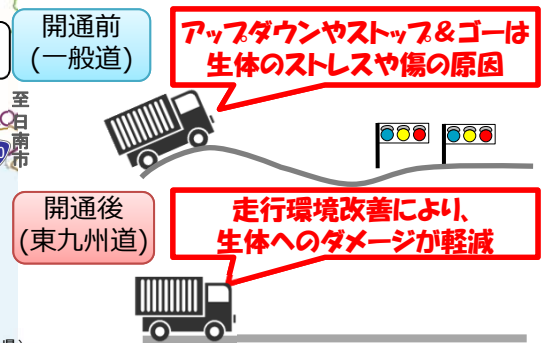 開通前
(一般道)
アップダウンやストップ＆ゴーは
生体のストレスや傷の原因
至
日
南
市
開通後
(東九州道)
走行環境改善により、
生体へのダメージが軽減